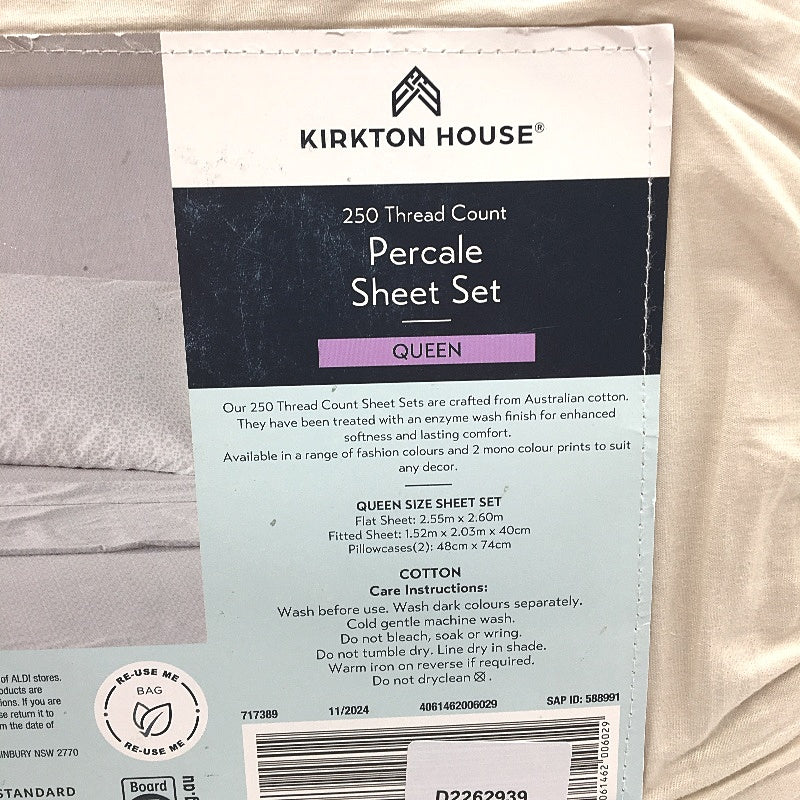 KIRKTON HOUSE®
250 Thread Count
Percale
Sheet Set
QUEEN
Our 250 Thread Count Sheet Sets are crafted from Australian cotton.
They have been treated with an enzyme wash finish for enhanced
softness and lasting comfort.
Available in a range of fashion colours and 2 mono colour prints to suit
any decor.
QUEEN SIZE SHEET SET
Flat Sheet: 2.55m x 2.60m
Fitted Sheet: 1.52m x 2.03m x 40cm
Pillowcases(2): 48cm x 74cm
COTTON
Care Instructions:
Wash before use. Wash dark colours separately.
Cold gentle machine wash.
Do not bleach, soak or wring.
Do not tumble dry. Line dry in shade.
Warm iron on reverse if required.
Do not dryclean.
717389 11/2024 4061462006029 SAP ID: 588991
of ALDI stores.
are
If you are
return it to
the date of
NSW 2770
STANDARD
RE-USE ME
BAG
RE-USE ME
Board
D2262939